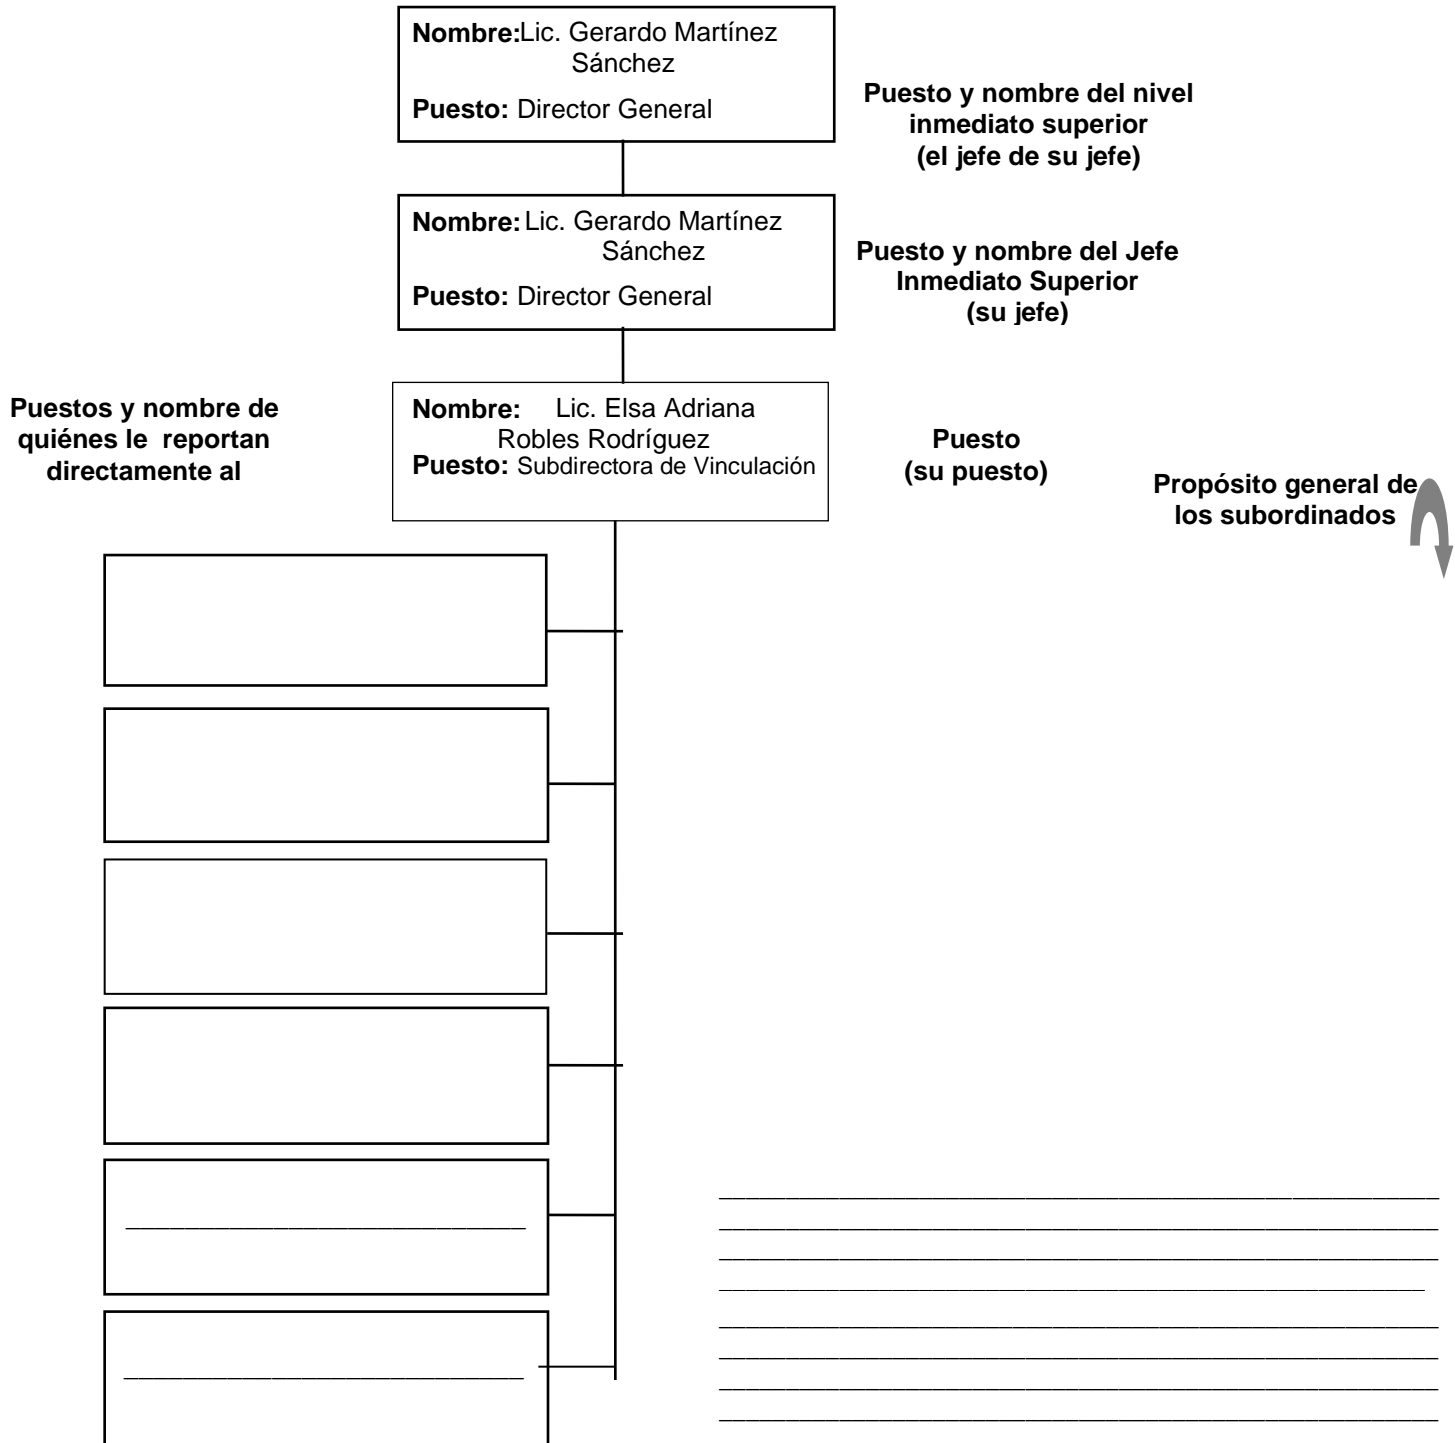 Nombre:Lic. Gerardo Martínez
Sánchez
Puesto: Director General
Puesto y nombre del nivel
inmediato superior
(el jefe de su jefe)
Nombre: Lic. Gerardo Martínez
Sánchez
Puesto: Director General
Puesto y nombre del Jefe
Inmediato Superior
(su jefe)
Puestos y nombre de
quiénes le reportan
directamente al
Nombre: Lic. Elsa Adriana
Robles Rodríguez
Puesto: Subdirectora de Vinculación
Puesto
(su puesto)
Propósito general de
los subordinados